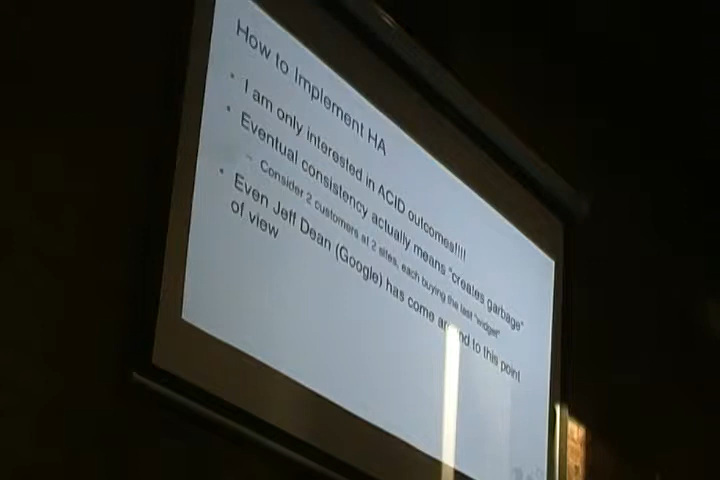 How to Implement HA
• I am only interested in ACID outcomes!!!!
• Eventual consistency actually means "creates garbage"
– Consider 2 customers at 2 sites, each buying the last "widget"
• Even Jeff Dean (Google) has come around to this point
of view